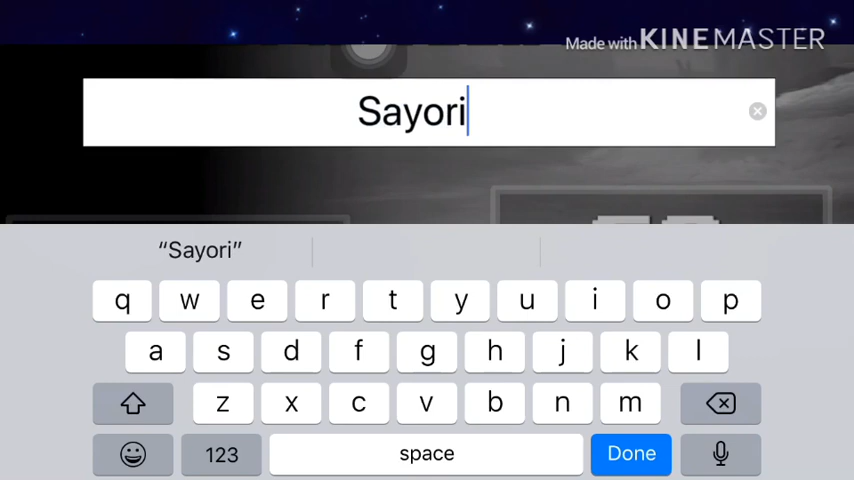 Made with KINEMASTER
Sayori
“Sayori”
q w e r t y u i o p
a s d f g h j k l
z x c v b n m
123 space Done